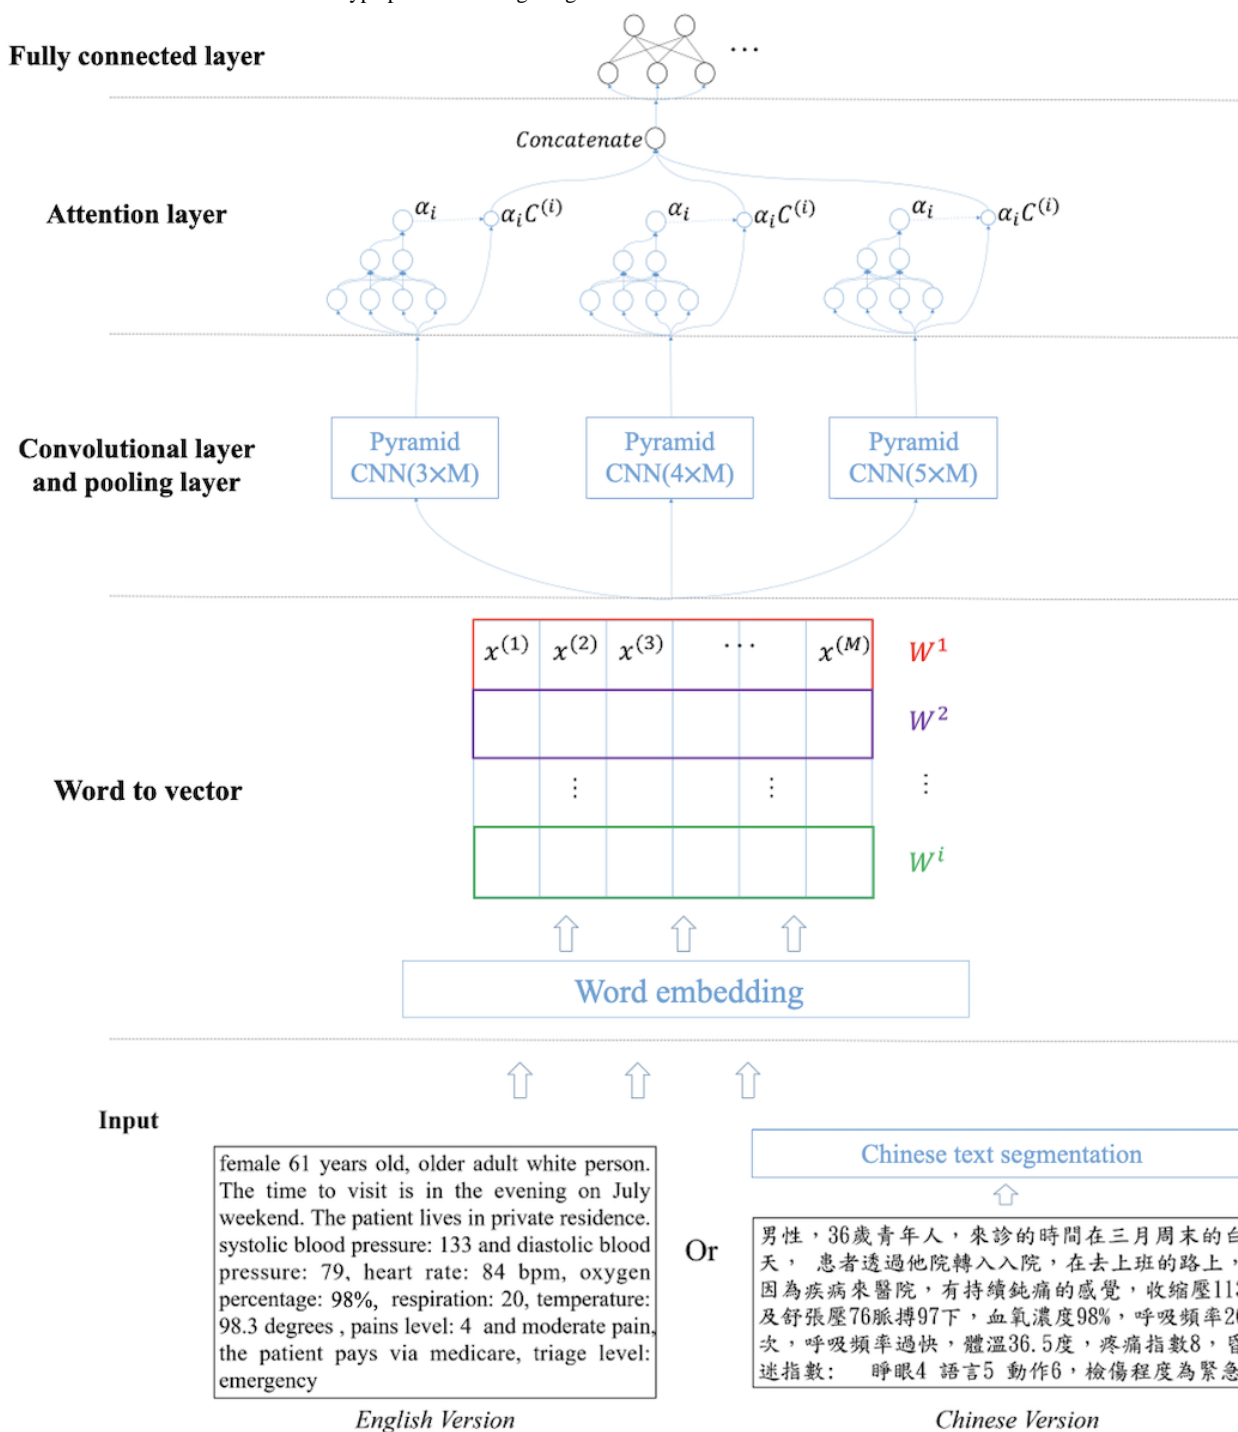 Fully connected layer
...
Concatenate
Attention layer
αᵢ αᵢC⁽ⁱ⁾ αᵢ αᵢC⁽ⁱ⁾ αᵢ αᵢC⁽ⁱ⁾
Convolutional layer
and pooling layer
Pyramid
CNN(3×M)
Pyramid
CNN(4×M)
Pyramid
CNN(5×M)
x⁽¹⁾ x⁽²⁾ x⁽³⁾ ... x⁽ᴹ⁾ W¹
W²
⋮ ⋮ ⋮
Word to vector
Wⁱ
Word embedding
Input
female 61 years old, older adult white person.
The time to visit is in the evening on July
weekend. The patient lives in private residence.
systolic blood pressure: 133 and diastolic blood
pressure: 79, heart rate: 84 bpm, oxygen
percentage: 98%, respiration: 20, temperature:
98.3 degrees , pains level: 4 and moderate pain,
the patient pays via medicare, triage level:
emergency
English Version
Or
Chinese text segmentation
男性，36歲青年人，來診的時間在三月周末的白
天， 患者透過他院轉入入院，在去上班的路上，
因為疾病來醫院，有持續鈍痛的感覺，收縮壓113
及舒張壓76脈搏97下，血氧濃度98%，呼吸頻率20
次，呼吸頻率過快，體溫36.5度，疼痛指數8，昏
迷指數: 睜眼4 語言5 動作6，檢傷程度為緊急
Chinese Version